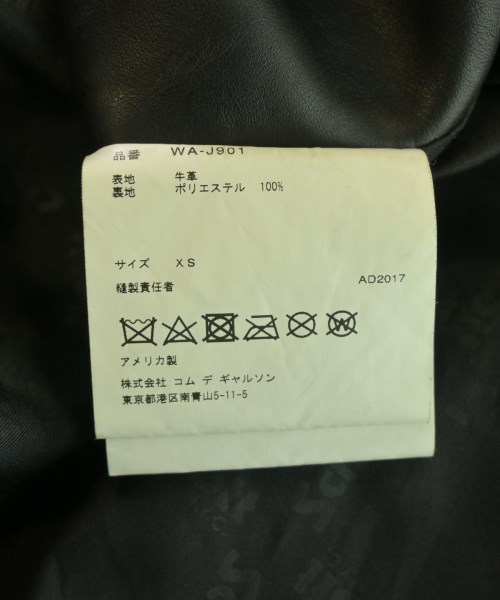 品番 WA-J901
表地 牛革
裏地 ポリエステル 100%
サイズ XS
AD2017
縫製責任者
アメリカ製
株式会社 コム デ ギャルソン
東京都港区南青山5-11-5